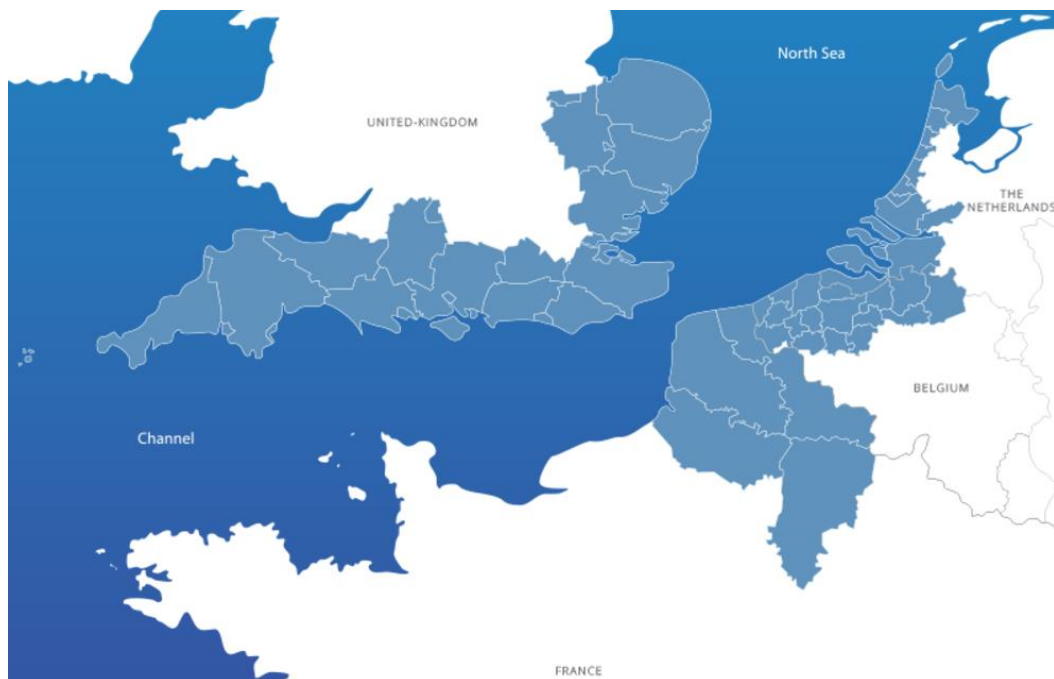 North Sea
UNITED-KINGDOM
THE
NETHERLANDS
BELGIUM
Channel
FRANCE